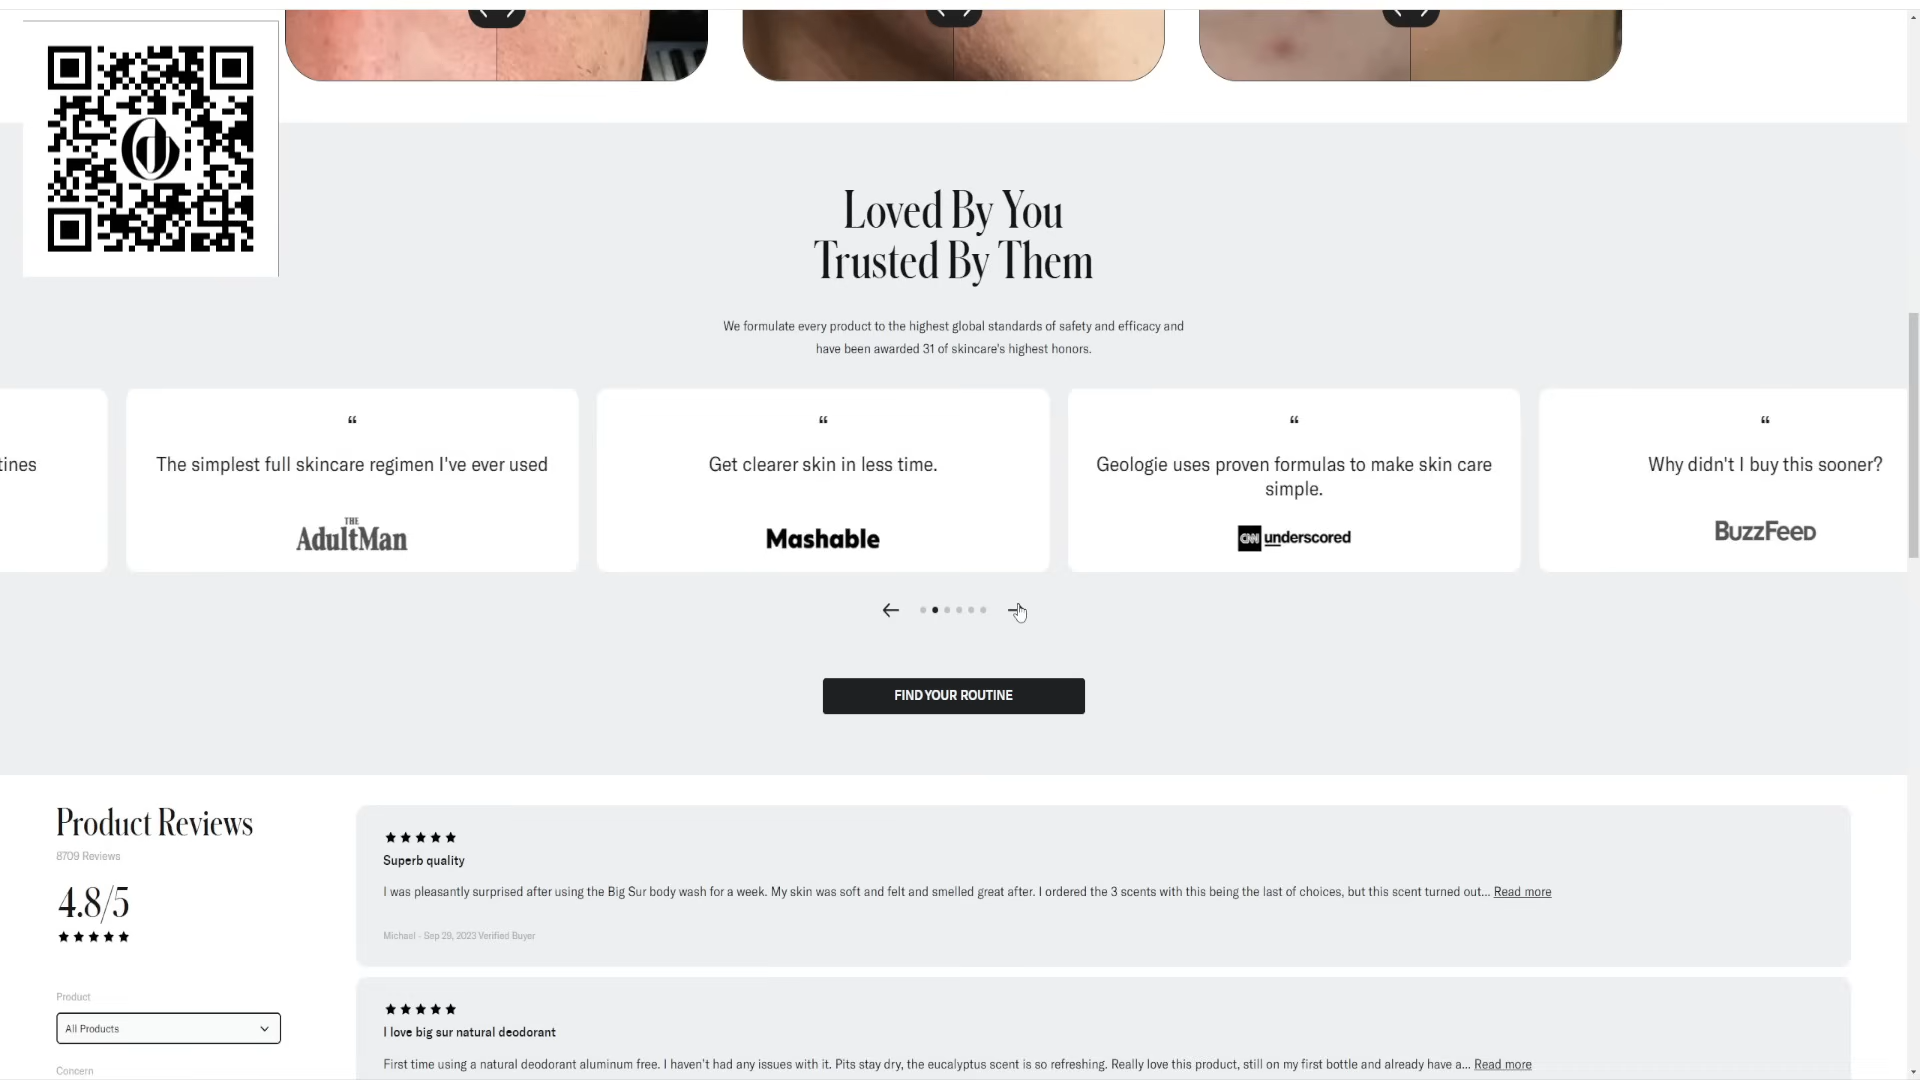 Loved By You
Trusted By Them
We formulate every product to the highest global standards of safety and efficacy and
have been awarded 31 of skincare's highest honors.
tines
“
The simplest full skincare regimen I've ever used
THE
AdultMan
“
Get clearer skin in less time.
Mashable
“
Geologie uses proven formulas to make skin care
simple.
CNN underscored
“
Why didn't I buy this sooner?
BuzzFeed
FIND YOUR ROUTINE
Product Reviews
8709 Reviews
4.8/5
Product
All Products
Concern
Superb quality
I was pleasantly surprised after using the Big Sur body wash for a week. My skin was soft and felt and smelled great after. I ordered the 3 scents with this being the last of choices, but this scent turned out... Read more
Michael - Sep 29, 2023 Verified Buyer
I love big sur natural deodorant
First time using a natural deodorant aluminum free. I haven't had any issues with it. Pits stay dry, the eucalyptus scent is so refreshing. Really love this product, still on my first bottle and already have a... Read more